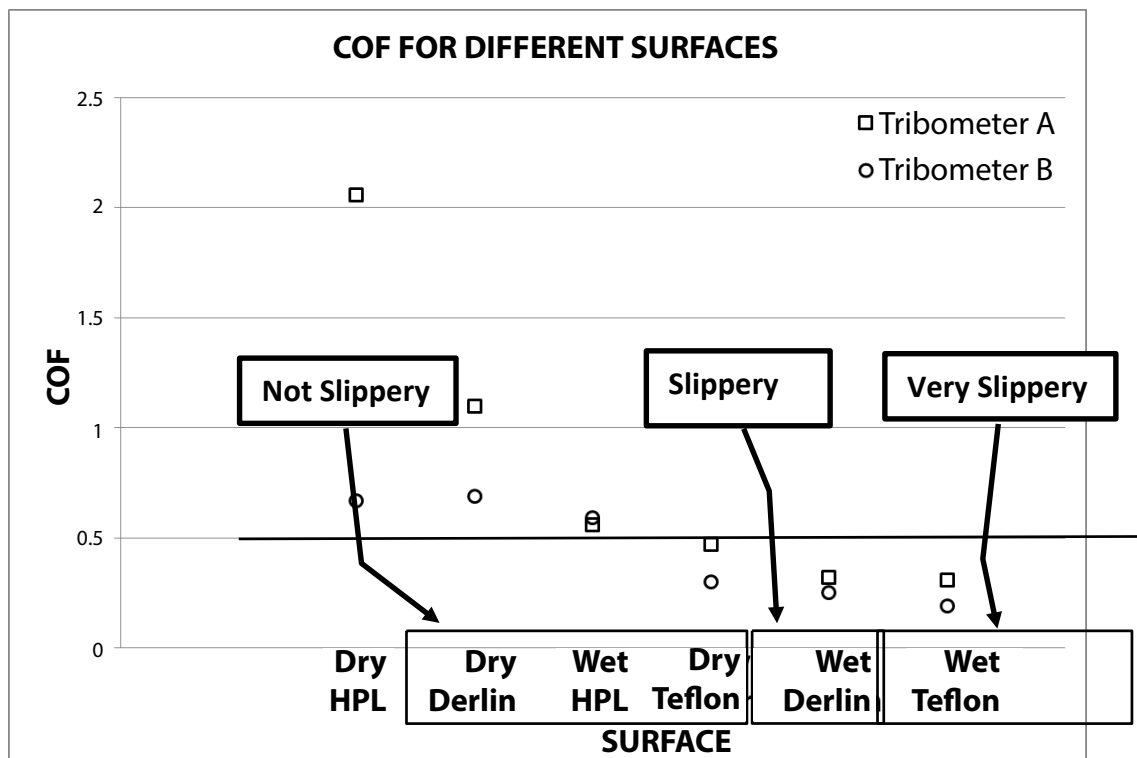 COF FOR DIFFERENT SURFACES
2.5
Tribometer A
Tribometer B
2
1.5
COF
Not Slippery
Slippery
Very Slippery
1
0.5
0
Dry Dry Wet Dry Wet Wet
HPL Derlin HPL Teflon Derlin Teflon
SURFACE